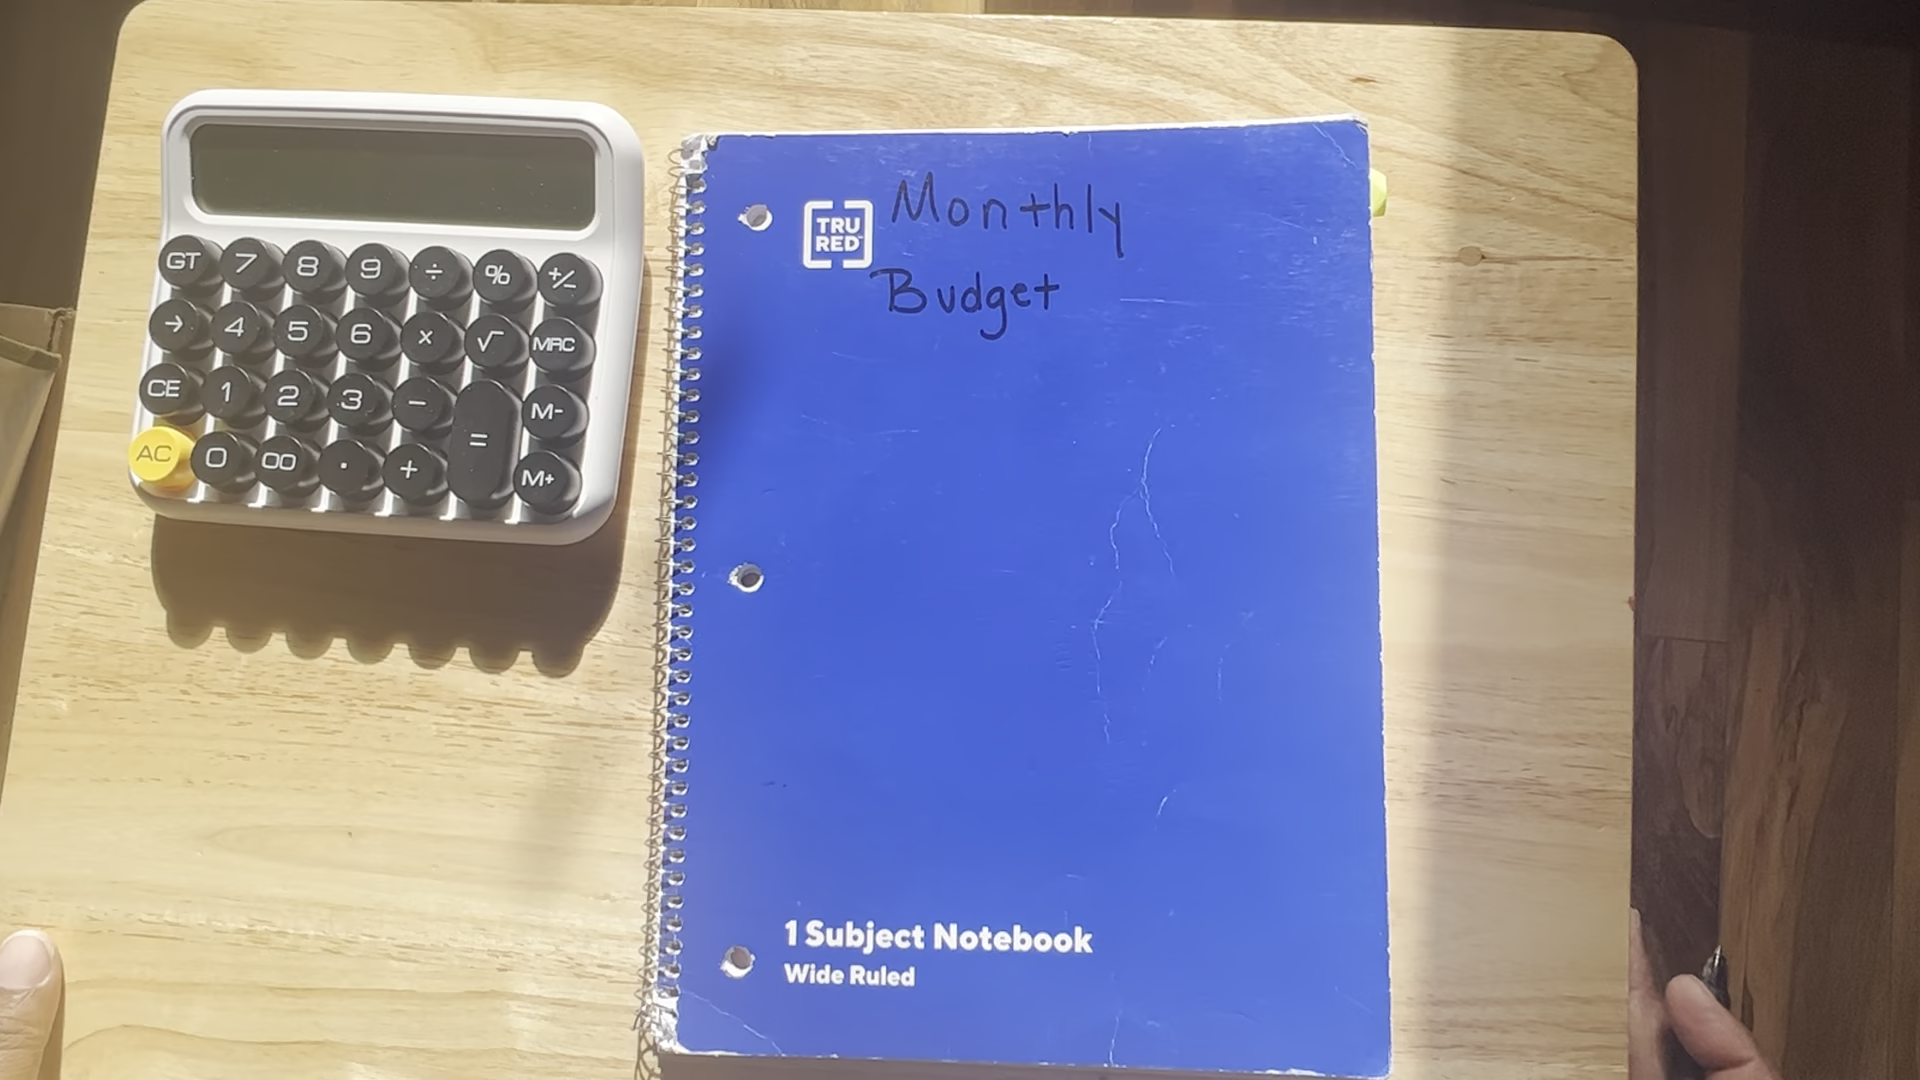 GT 7 8 9 ÷ % +/-
→ 4 5 6 x √ MRC
CE 1 2 3 - M-
AC 0 00 . + = M+
TRU
RED
Monthly
Budget
1 Subject Notebook
Wide Ruled